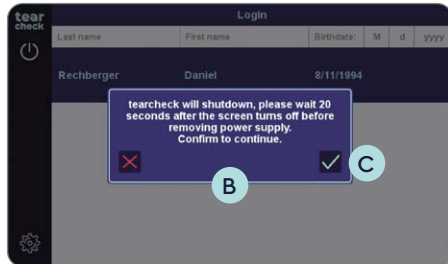 tear
check
Login
Last name First name Birthdate: M d yyyy
Rechberger Daniel 8/11/1994
tearcheck will shutdown, please wait 20
seconds after the screen turns off before
removing power supply.
Confirm to continue.
B
C